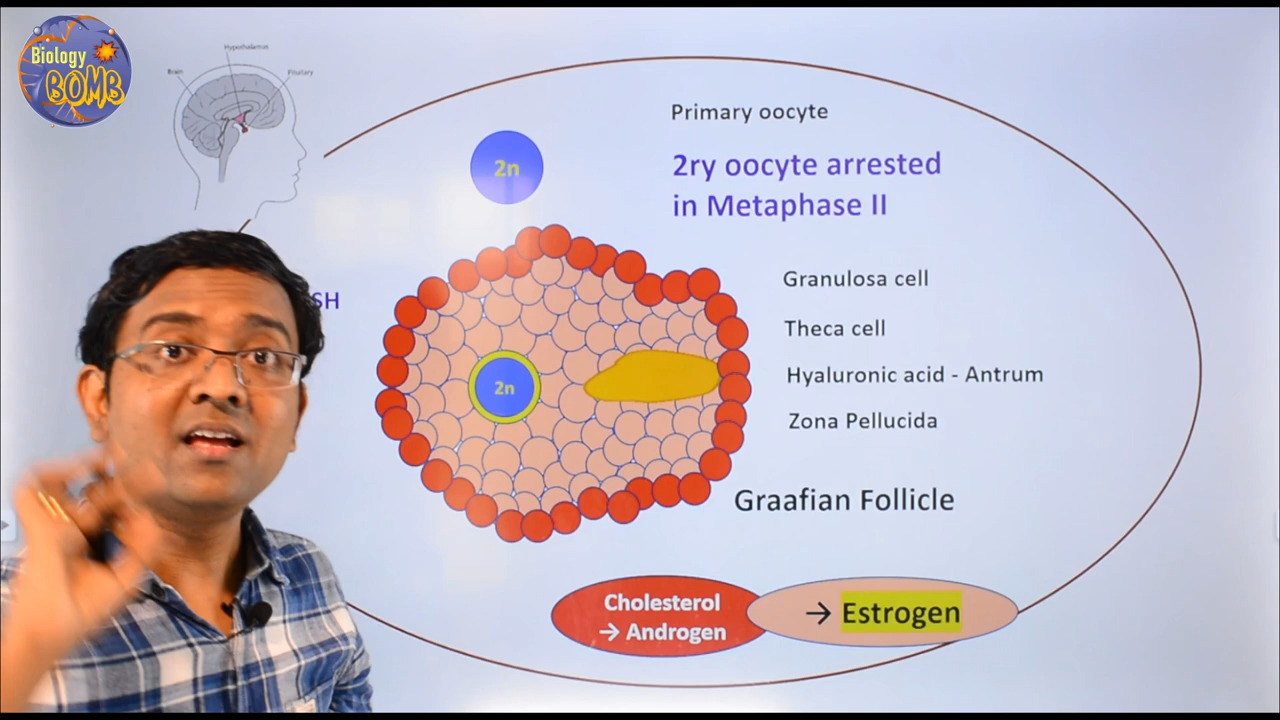 Biology
BOMB
Hypothalamus
Brain
Pituitary
2n
Primary oocyte
2ry oocyte arrested
in Metaphase II
SH
Granulosa cell
Theca cell
2n
Hyaluronic acid - Antrum
Zona Pellucida
Graafian Follicle
Cholesterol
→ Androgen
→ Estrogen